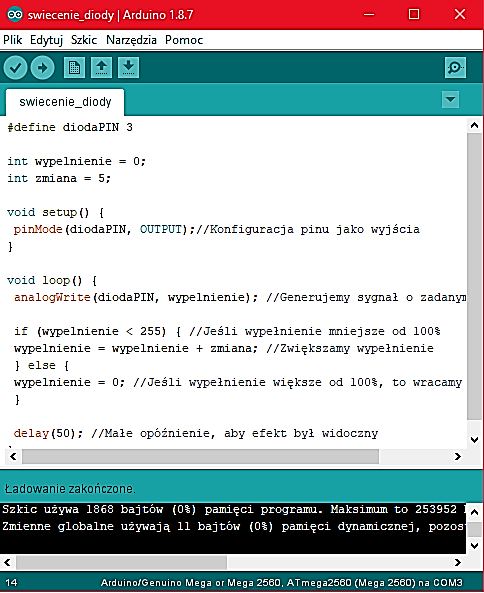 swiecenie_diody | Arduino 1.8.7
Plik Edytuj Szkic Narzędzia Pomoc
swiecenie_diody
#define diodaPIN 3
int wypelnienie = 0;
int zmiana = 5;
void setup() {
pinMode(diodaPIN, OUTPUT);//Konfiguracja pinu jako wyjścia
}
void loop() {
analogWrite(diodaPIN, wypelnienie); //Generujemy sygnał o zadanym
if (wypelnienie < 255) { //Jeśli wypełnienie mniejsze od 100%
wypelnienie = wypelnienie + zmiana; //Zwiększamy wypełnienie
} else {
wypelnienie = 0; //Jeśli wypełnienie większe od 100%, to wracamy
}
delay(50); //Małe opóźnienie, aby efekt był widoczny
Ładowanie zakończone.
Szkic używa 1868 bajtów (0%) pamięci programu. Maksimum to 253952
Zmienne globalne używają 11 bajtów (0%) pamięci dynamicznej, pozos
14 Arduino/Genuino Mega or Mega 2560, ATmega2560 (Mega 2560) na COM3